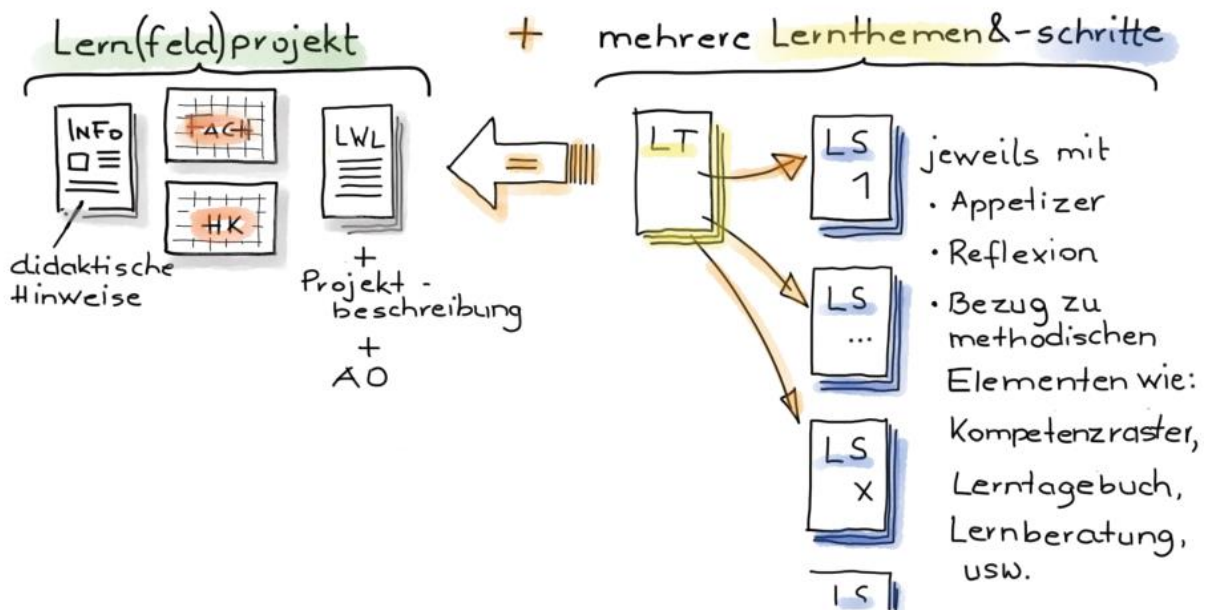 Lern(feld)projekt
+
mehrere Lernthemen&-schritte
INFO
FACH
HK
LWL
didaktische
Hinweise
+
Projekt-
beschreibung
+
AO
=
LT
LS
1
LS
...
LS
x
LS
jeweils mit
• Appetizer
• Reflexion
• Bezug zu
methodischen
Elementen wie:
Kompetenzraster,
Lerntagebuch,
Lernberatung,
usw.